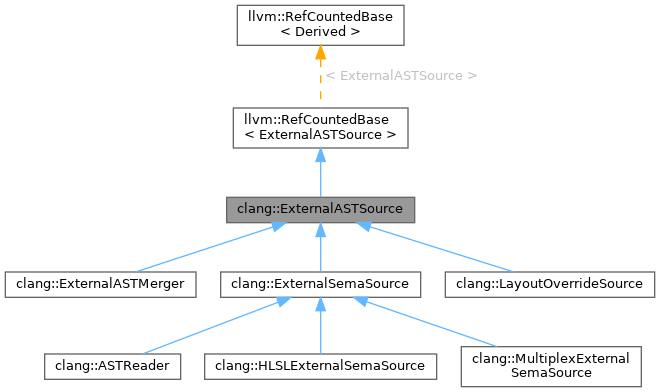 llvm::RefCountedBase
< Derived >
< ExternalASTSource >
llvm::RefCountedBase
< ExternalASTSource >
clang::ExternalASTSource
clang::ExternalASTMerger
clang::ExternalSemaSource
clang::LayoutOverrideSource
clang::ASTReader
clang::HLSLExternalSemaSource
clang::MultiplexExternal
SemaSource